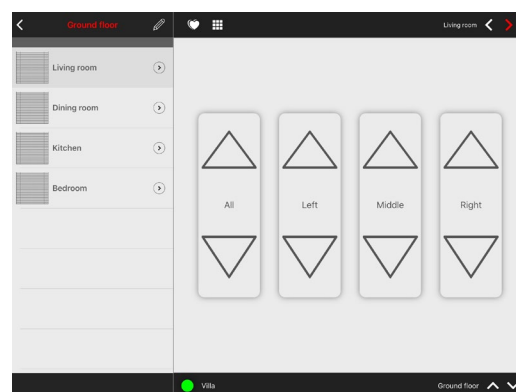 Ground floor
Living room
Living room
Dining room
Kitchen
Bedroom
All
Left
Middle
Right
Villa
Ground floor